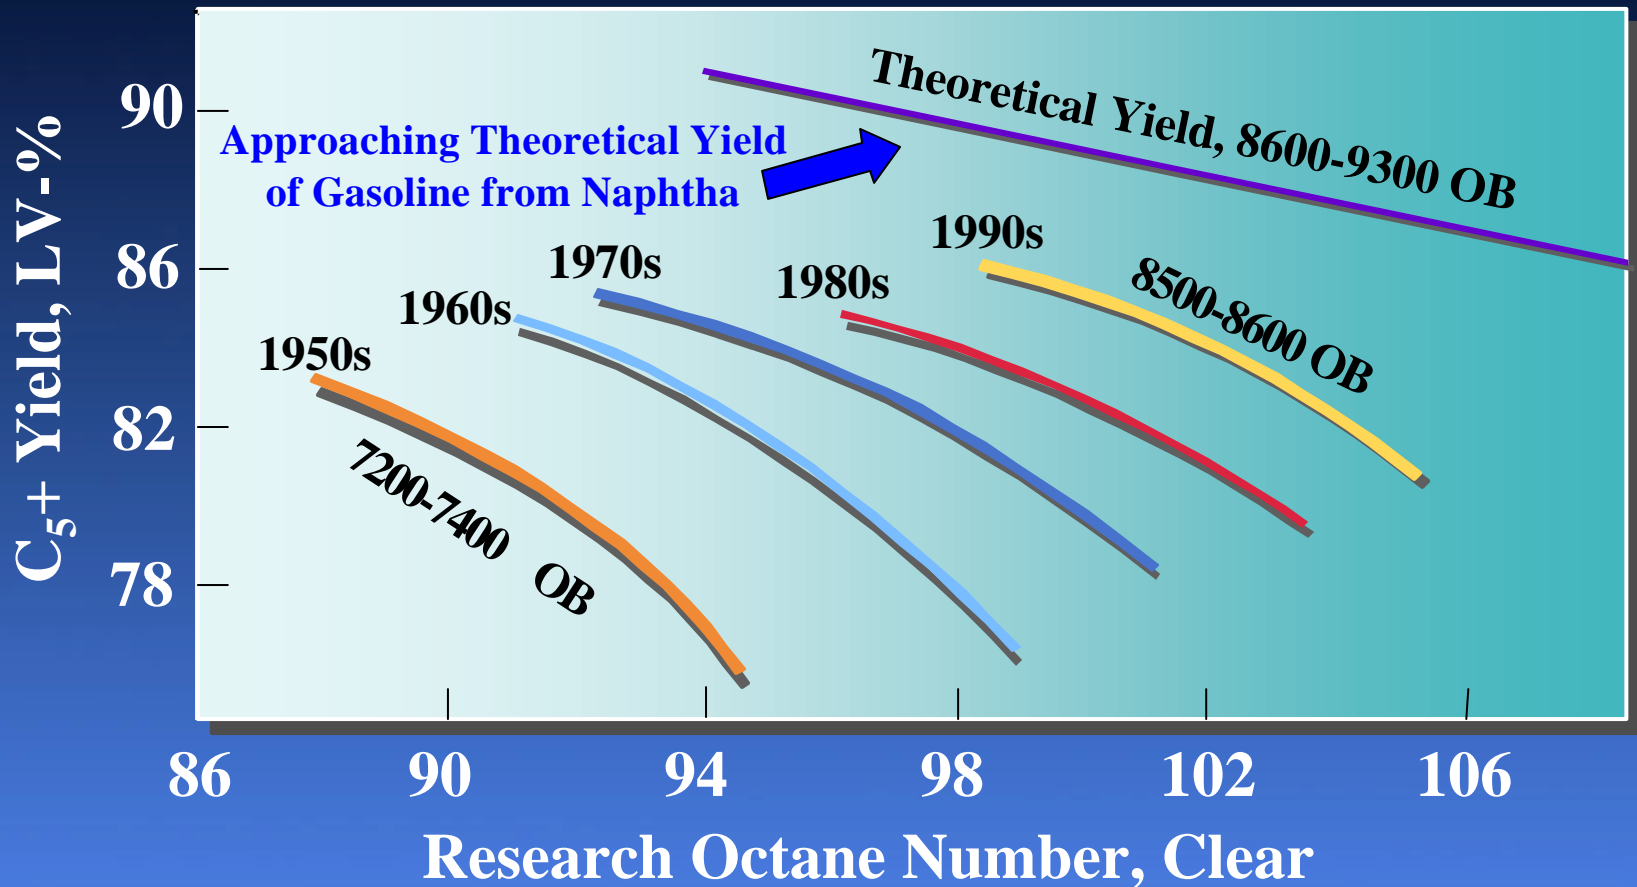 C5+ Yield, LV-%
90
86
82
78
Theoretical Yield, 8600-9300 OB
Approaching Theoretical Yield
of Gasoline from Naphtha
1990s
1970s
1980s
1960s
1950s
8500-8600 OB
7200-7400 OB
86 90 94 98 102 106
Research Octane Number, Clear